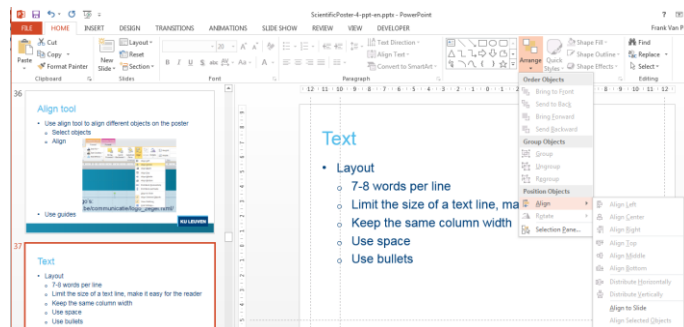 ScientificPoster-4-ppt-en.pptx - PowerPoint
FILE HOME INSERT DESIGN TRANSITIONS ANIMATIONS SLIDE SHOW REVIEW VIEW DEVELOPER
Frank Van P
Paste
Cut
Copy
Format Painter
Clipboard
New
Slide
Layout
Reset
Section
Slides
Font
Text Direction
Align Text
Convert to SmartArt
Paragraph
Arrange
Quick
Styles
Shape Fill
Shape Outline
Shape Effects
Find
Replace
Select
Editing
Order Objects
Bring to Front
Send to Back
Bring Forward
Send Backward
Group Objects
Group
Ungroup
Regroup
Position Objects
Align
Rotate
Selection Pane...
Align Left
Align Center
Align Right
Align Top
Align Middle
Align Bottom
Distribute Horizontally
Distribute Vertically
Align to Slide
Align Selected Objects
36
Align tool
• Use align tool to align different objects on the poster
o Select objects
o Align
be/communicatie/logo_pages.html/
• Use guides
KU LEUVEN
37
Text
• Layout
o 7-8 words per line
o Limit the size of a text line, make it easy for the reader
o Keep the same column width
o Use space
o Use bullets
Text
• Layout
o 7-8 words per line
o Limit the size of a text line, ma
o Keep the same column width
o Use space
o Use bullets